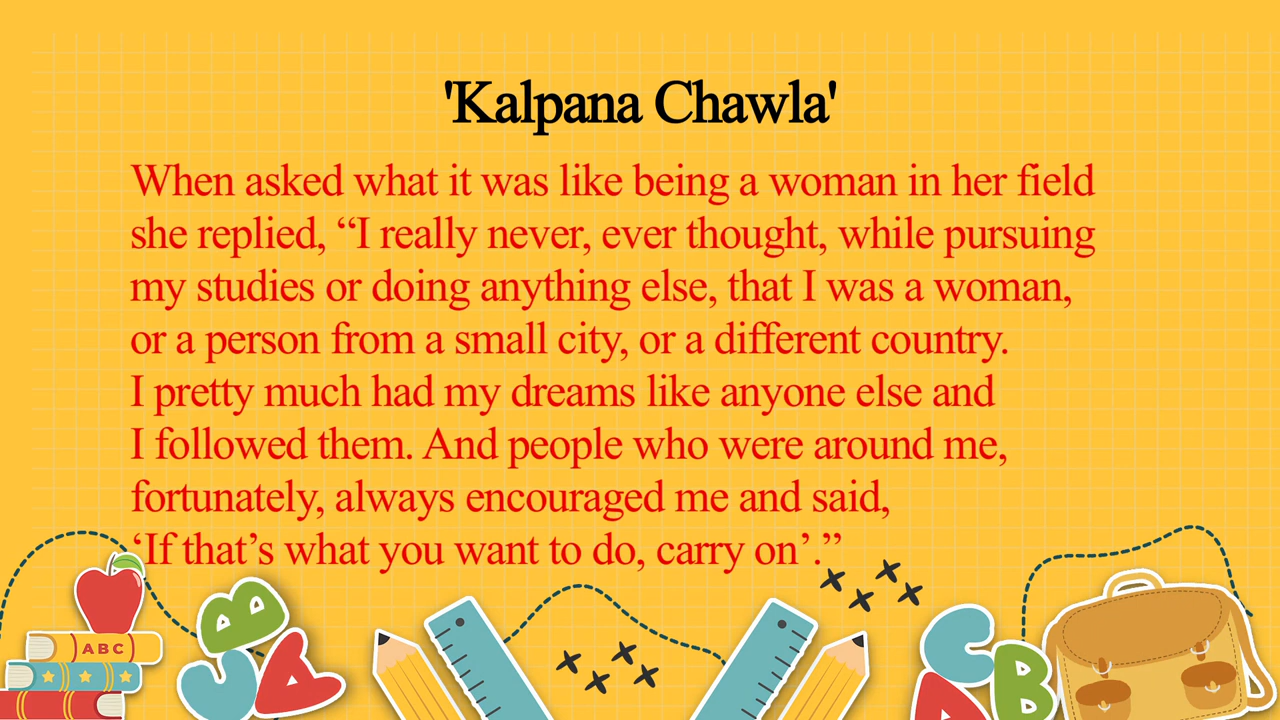 'Kalpana Chawla'
When asked what it was like being a woman in her field
she replied, “I really never, ever thought, while pursuing
my studies or doing anything else, that I was a woman,
or a person from a small city, or a different country.
I pretty much had my dreams like anyone else and
I followed them. And people who were around me,
fortunately, always encouraged me and said,
‘If that’s what you want to do, carry on’ .”
ABC
B
C
A
C
B
A